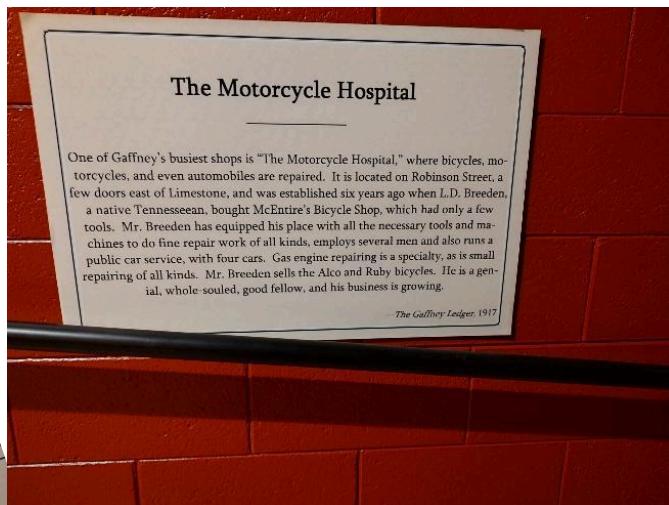 The Motorcycle Hospital
One of Gaffney's busiest shops is "The Motorcycle Hospital," where bicycles, mo-
torcycles, and even automobiles are repaired. It is located on Robinson Street, a
few doors east of Limestone, and was established six years ago when L.D. Breeden,
a native Tennesseean, bought McEntire's Bicycle Shop, which had only a few
tools. Mr. Breeden has equipped his place with all the necessary tools and ma-
chines to do fine repair work of all kinds, employs several men and also runs a
public car service, with four cars. Gas engine repairing is a specialty, as is small
repairing of all kinds. Mr. Breeden sells the Alco and Ruby bicycles. He is a gen-
ial, whole-souled, good fellow, and his business is growing.
The Gaffney Ledger, 1917